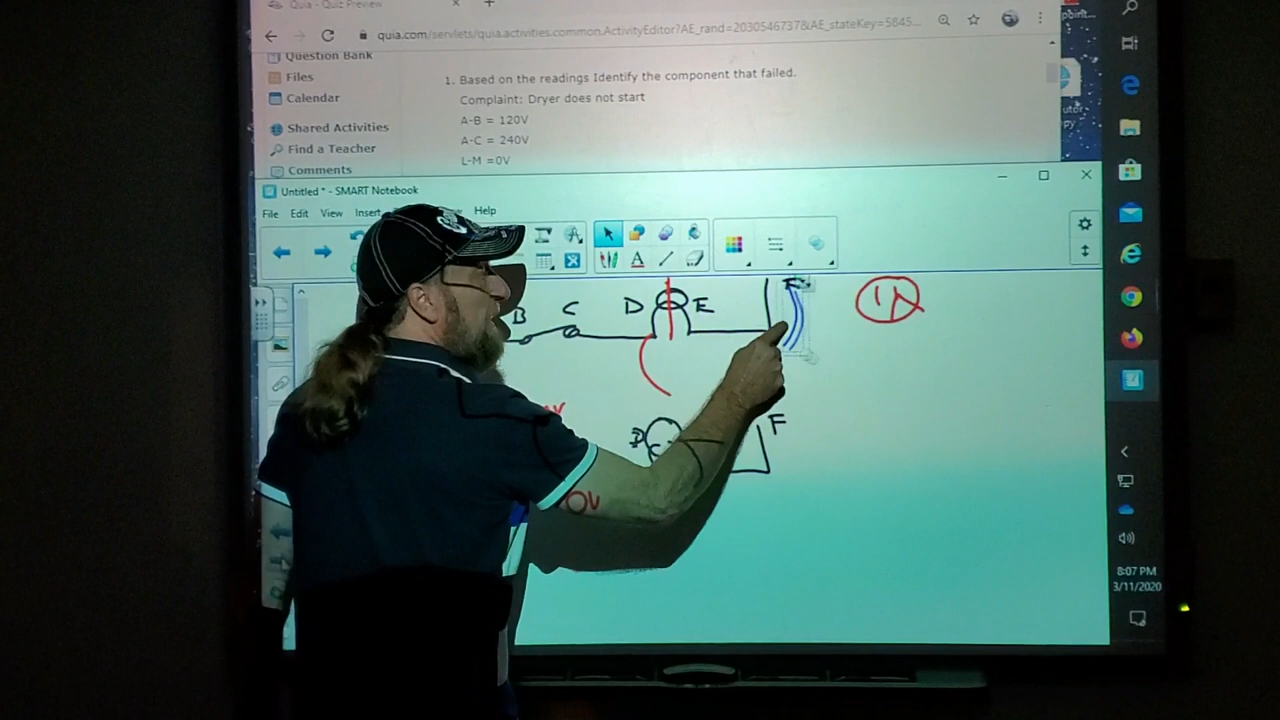 Quia - Quiz Preview
quia.com/servlets/quia.activities.common.ActivityEditor?AE_rand=2030546737&AE_stateKey=5845...
Question Bank
Files
Calendar
Shared Activities
Find a Teacher
Comments
1. Based on the readings Identify the component that failed.
Complaint: Dryer does not start
A-B = 120V
A-C = 240V
L-M =0V
Untitled * - SMART Notebook
File Edit View Insert Help
B C D E F
1A
D F
0V
8:07 PM
3/11/2020